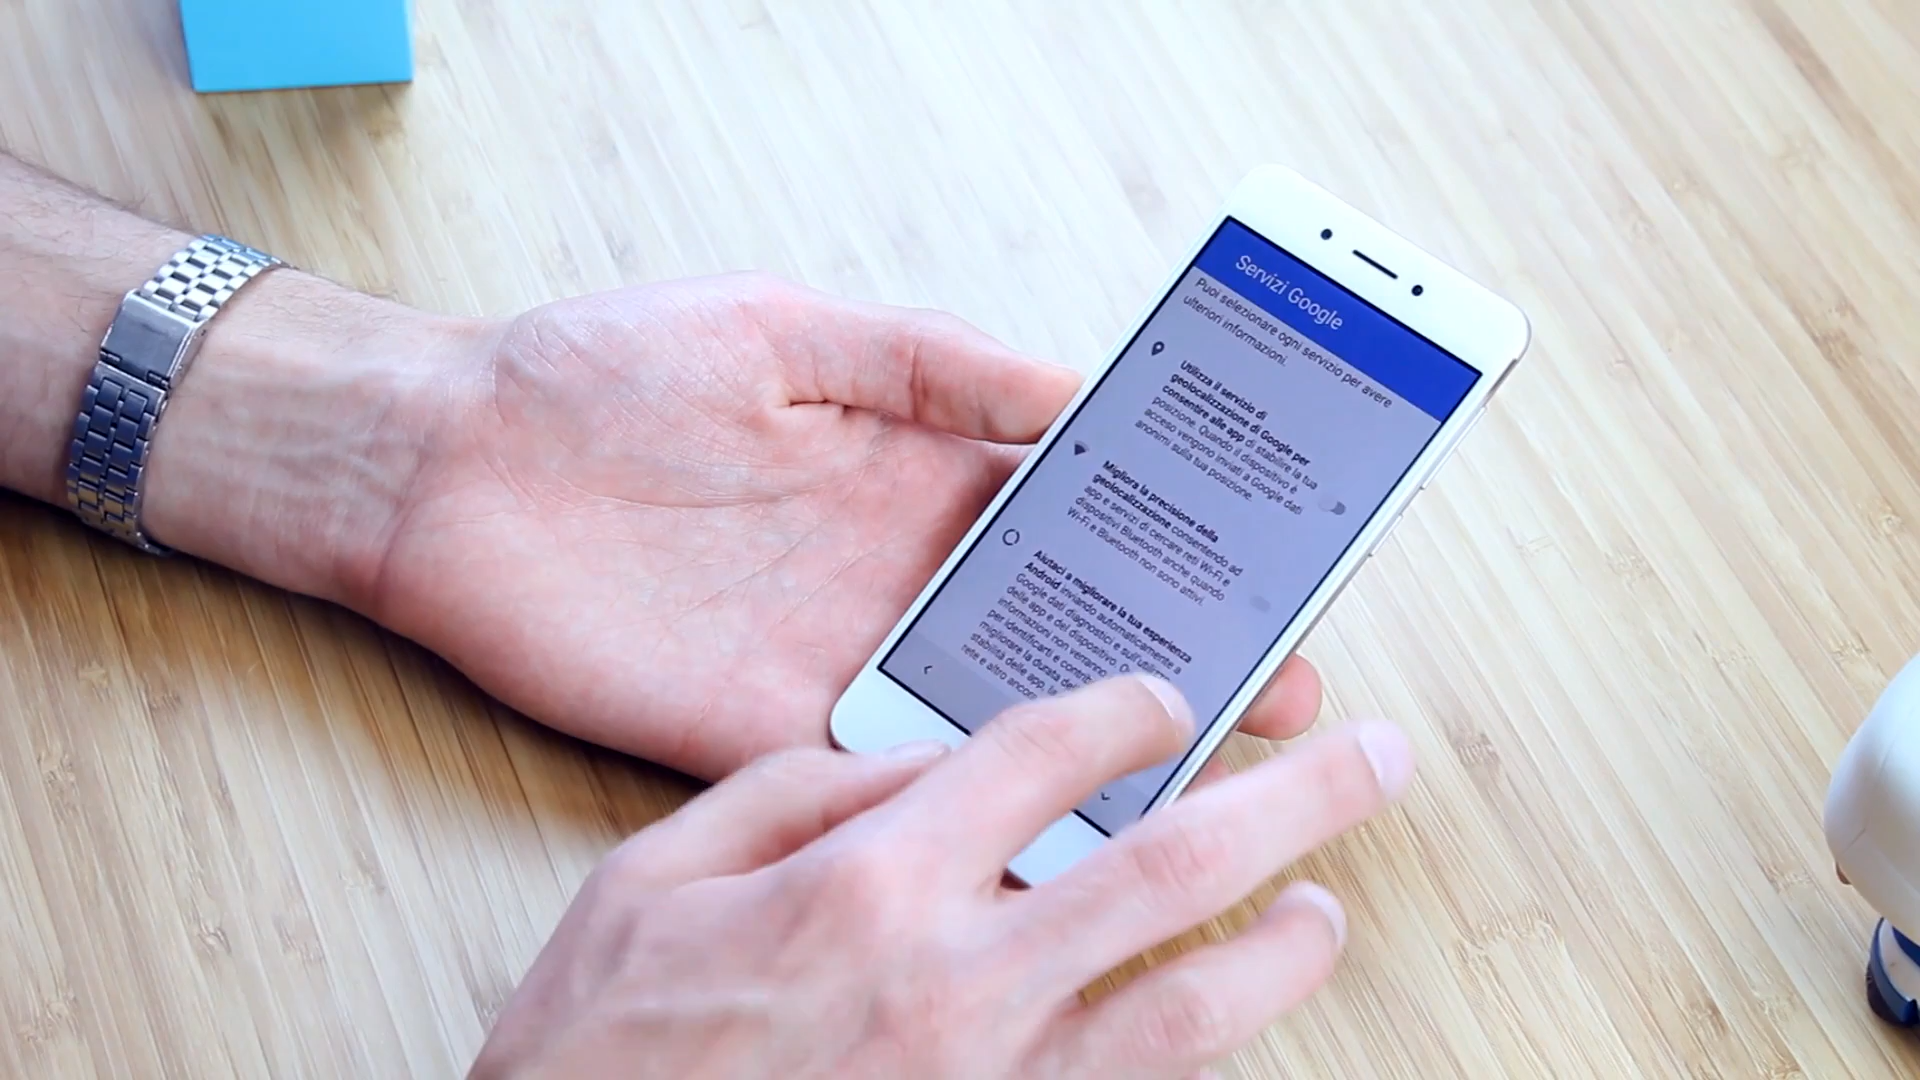 Servizi Google
Puoi selezionare ogni servizio per avere
ulteriori informazioni.
Utilizza il servizio di
geolocalizzazione di Google per
consentire alle app di stabilire la tua
posizione. Quando il dispositivo è
acceso vengono inviati a Google dati
anonimi sulla tua posizione.
Migliora la precisione della
geolocalizzazione consentendo ad
app e servizi di cercare reti Wi-Fi e
dispositivi Bluetooth anche quando
Wi-Fi e Bluetooth non sono attivi.
Aiutaci a migliorare la tua esperienza
Android inviando automaticamente a
Google dati diagnostici e sull'utilizzo
delle app e del dispositivo.
informazioni non verranno
per identificarti e
migliorare la durata
stabilità delle app, la
rete e altro ancora